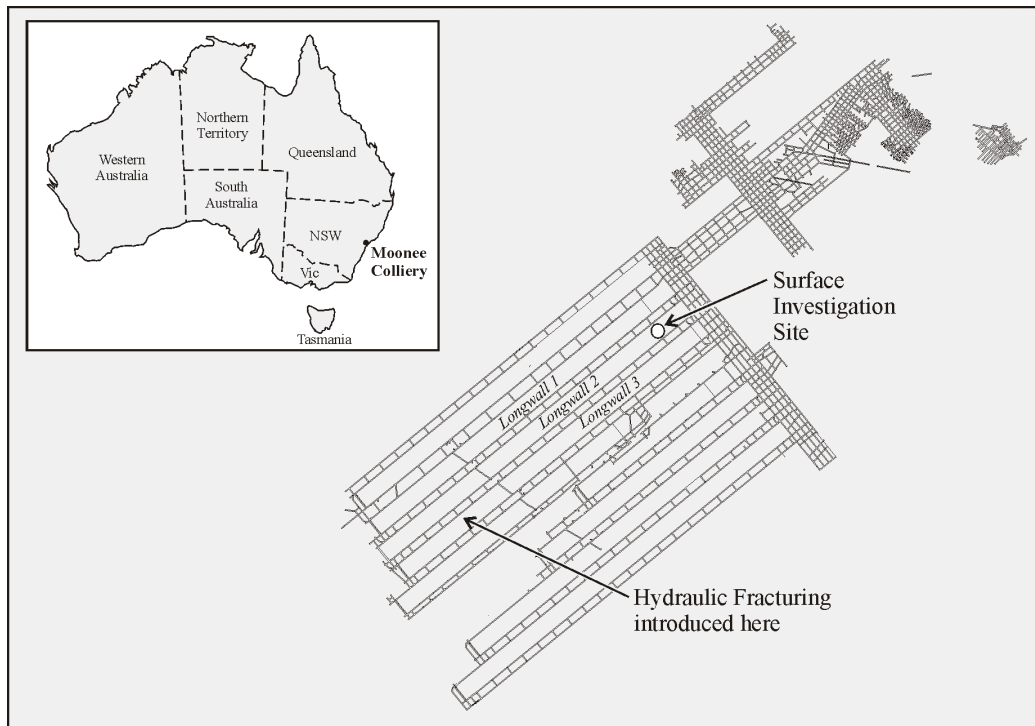 Northern
Territory
Western
Australia
Queensland
South
Australia
NSW
Moonee
Colliery
Vic
Tasmania
Surface
Investigation
Site
Longwall 1
Longwall 2
Longwall 3
Hydraulic Fracturing
introduced here